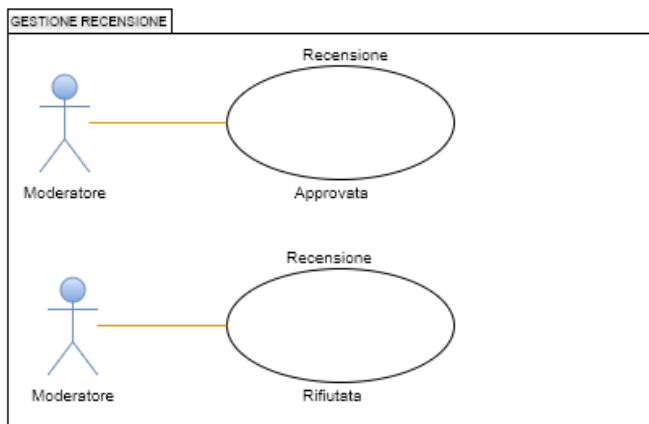 GESTIONE RECENSIONE
Recensione
Moderatore
Approvata
Recensione
Moderatore
Rifiutata